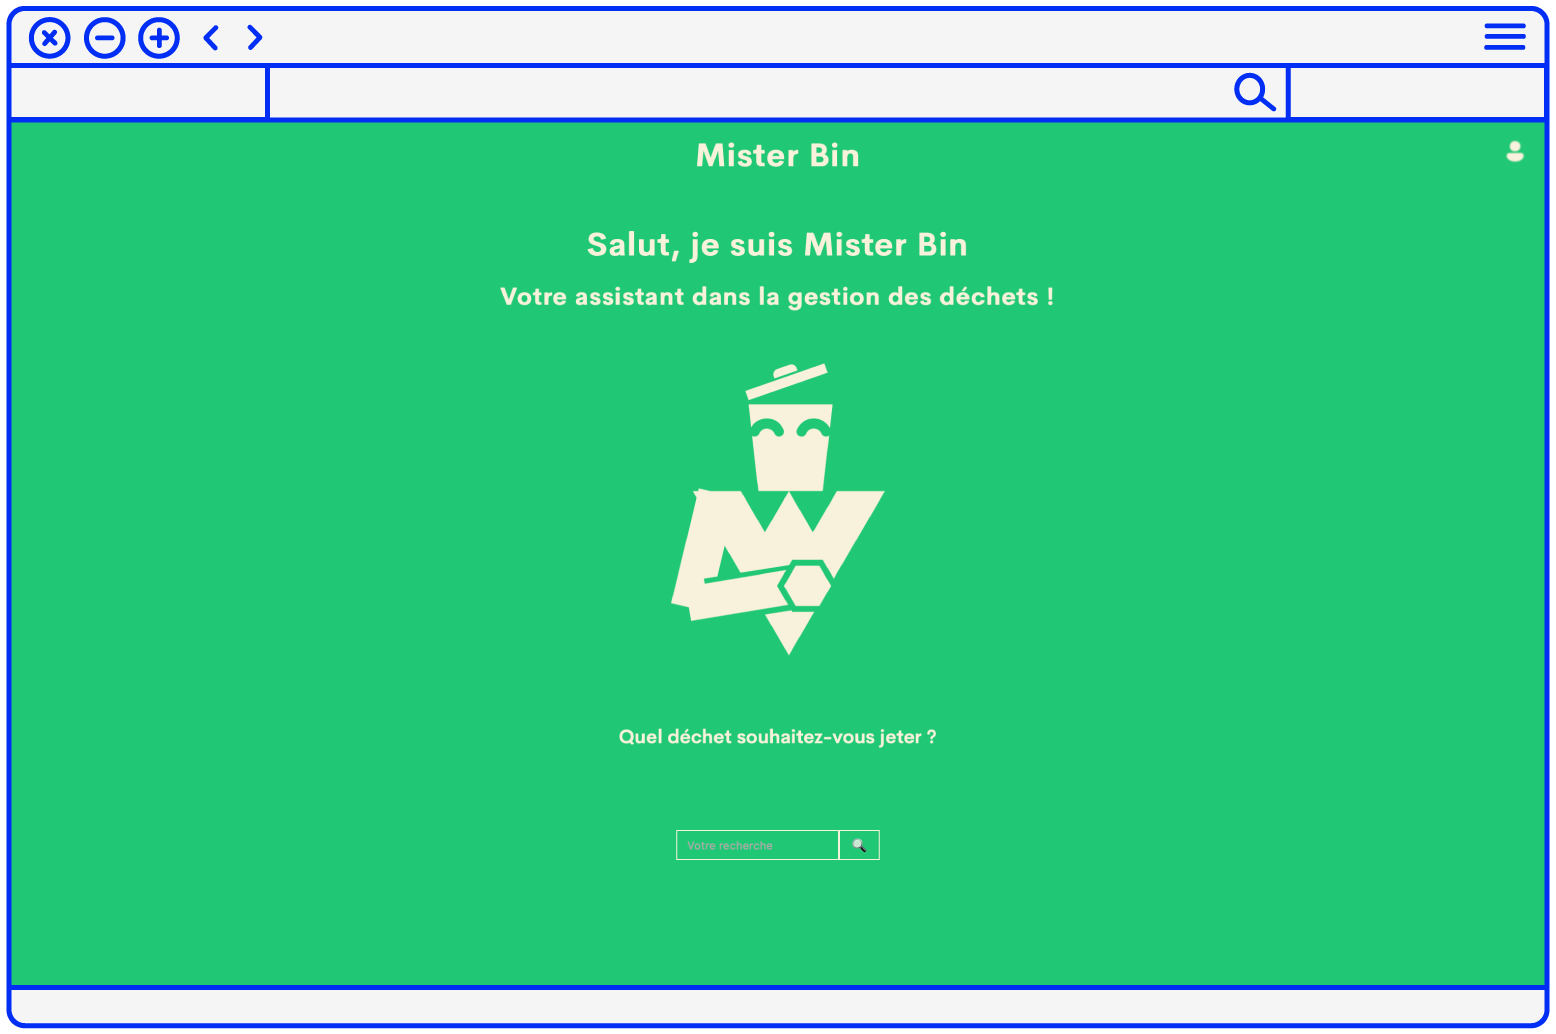 Mister Bin
Salut, je suis Mister Bin
Votre assistant dans la gestion des déchets !
Quel déchet souhaitez-vous jeter ?
Votre recherche